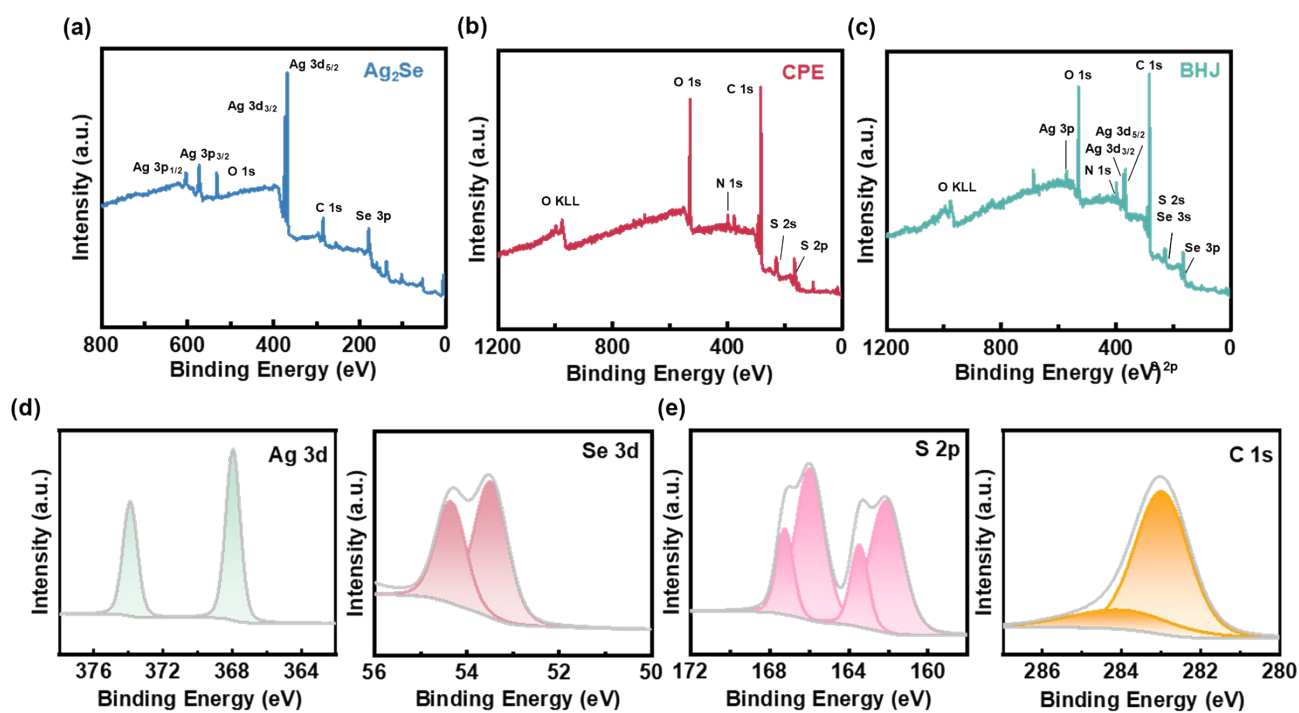 (a)
Ag₂Se
Ag 3d₅/₂
Ag 3d₃/₂
Ag 3p₃/₂
Ag 3p₁/₂
O 1s
C 1s
Se 3p
Intensity (a.u.)
800 600 400 200 0
Binding Energy (eV)
(b)
CPE
O 1s
C 1s
N 1s
O KLL
S 2s
S 2p
Intensity (a.u.)
1200 800 400 0
Binding Energy (eV)
(c)
BHJ
C 1s
O 1s
Ag 3p
Ag 3d₅/₂
Ag 3d₃/₂
N 1s
O KLL
S 2s
Se 3s
Se 3p
Intensity (a.u.)
1200 800 400 0
Binding Energy (eV)
2p
(d)
Ag 3d
Intensity (a.u.)
376 372 368 364
Binding Energy (eV)
Se 3d
Intensity (a.u.)
56 54 52 50
Binding Energy (eV)
(e)
S 2p
Intensity (a.u.)
172 168 164 160
Binding Energy (eV)
C 1s
Intensity (a.u.)
286 284 282 280
Binding Energy (eV)